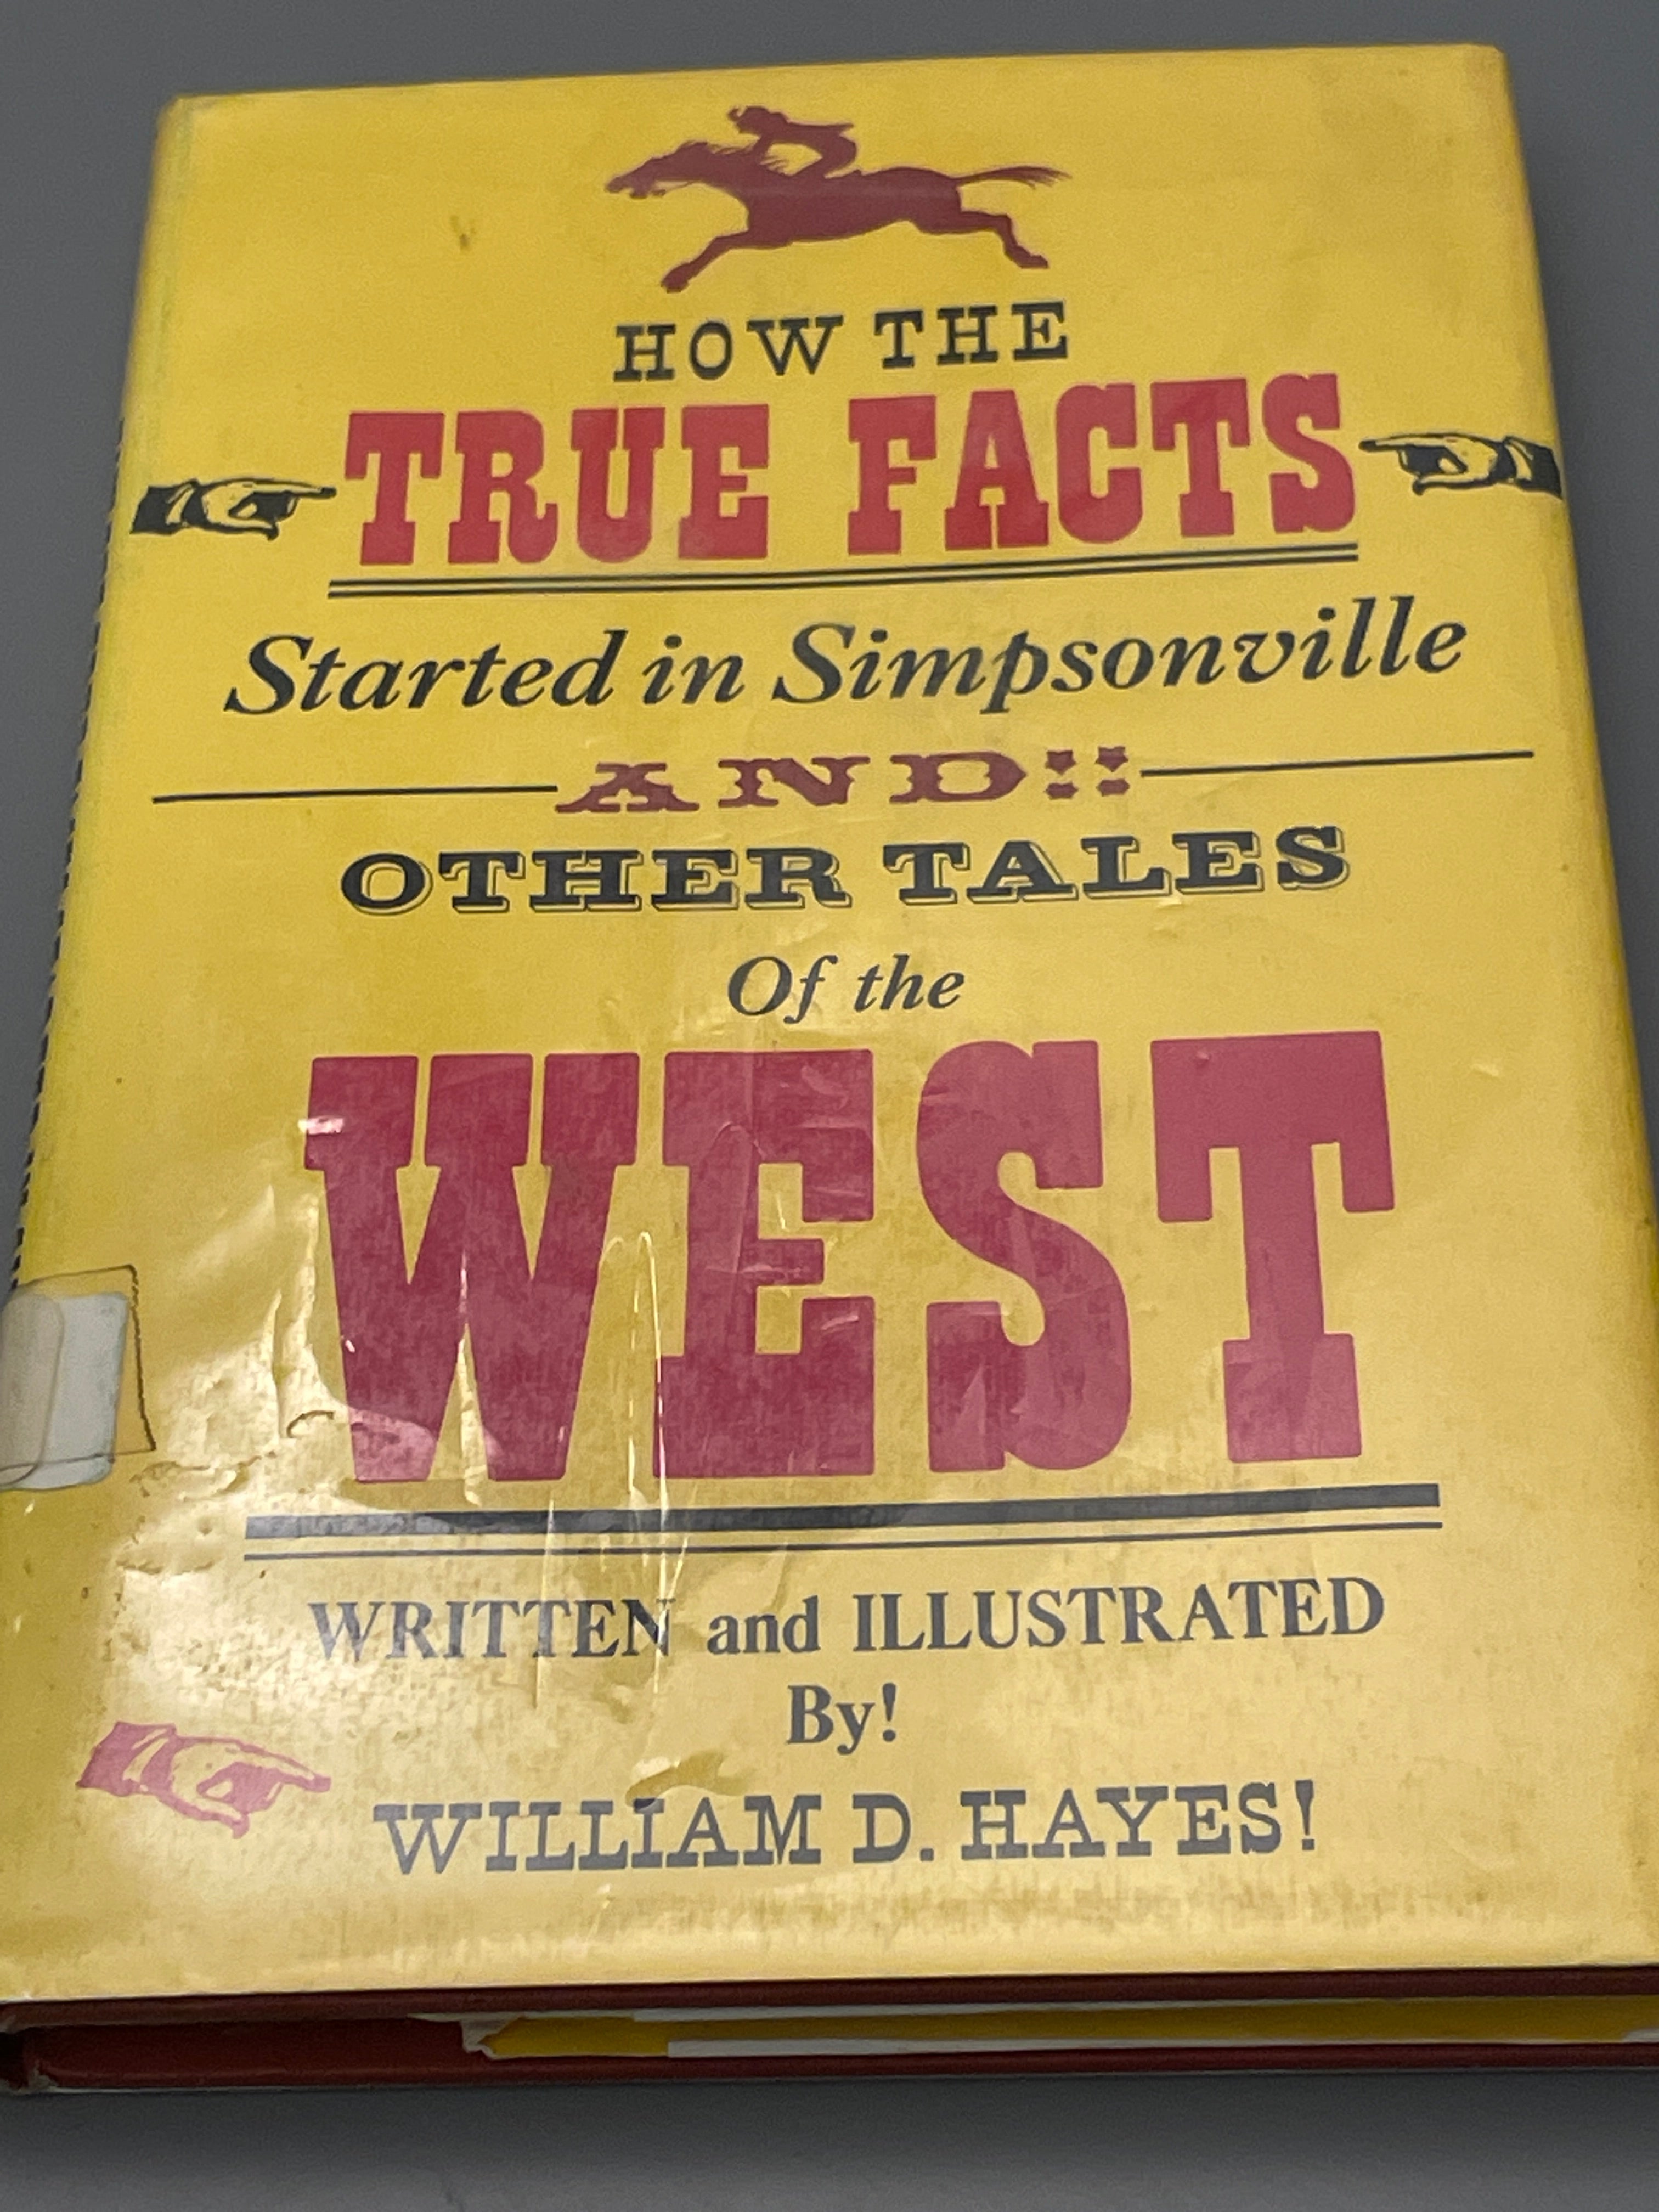 HOW THE
TRUE FACTS
Started in Simpsonville
AND!!
OTHER TALES
Of the
WEST
WRITTEN and ILLUSTRATED
By!
WILLIAM D. HAYES!